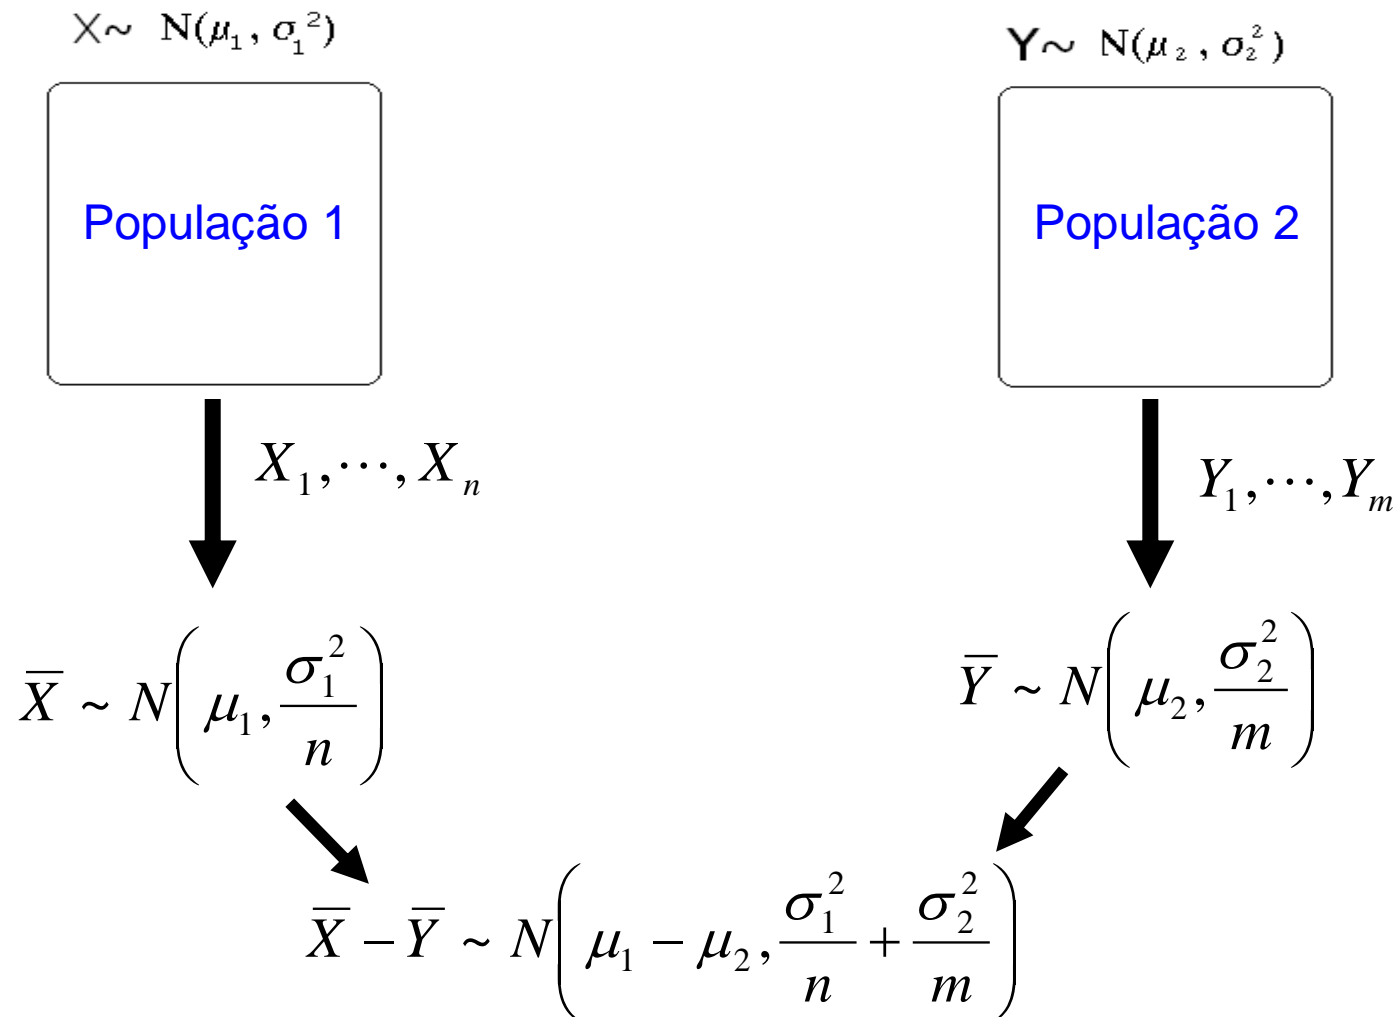 X~ N(μ₁, σ₁²)
Y~ N(μ₂, σ₂²)
População 1
População 2
X₁,⋯,Xₙ
Y₁,⋯,Yₘ
X̄ ~ N(μ₁, σ₁²/n)
Y̅ ~ N(μ₂, σ₂²/m)
X̄ − Y̅ ~ N(μ₁ − μ₂, σ₁²/n + σ₂²/m)